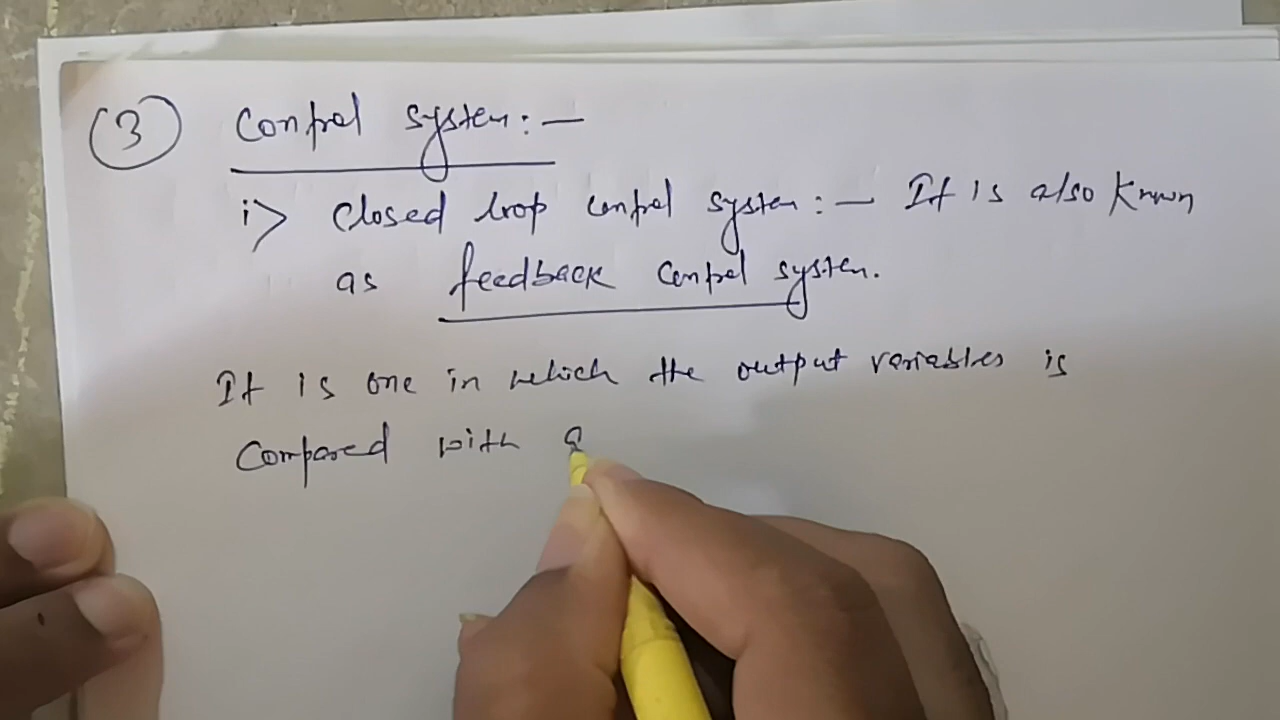 (3) Control system:-
i> Closed loop control system:- It is also known
as feedback control system.
It is one in which the output variables is
Compared with a